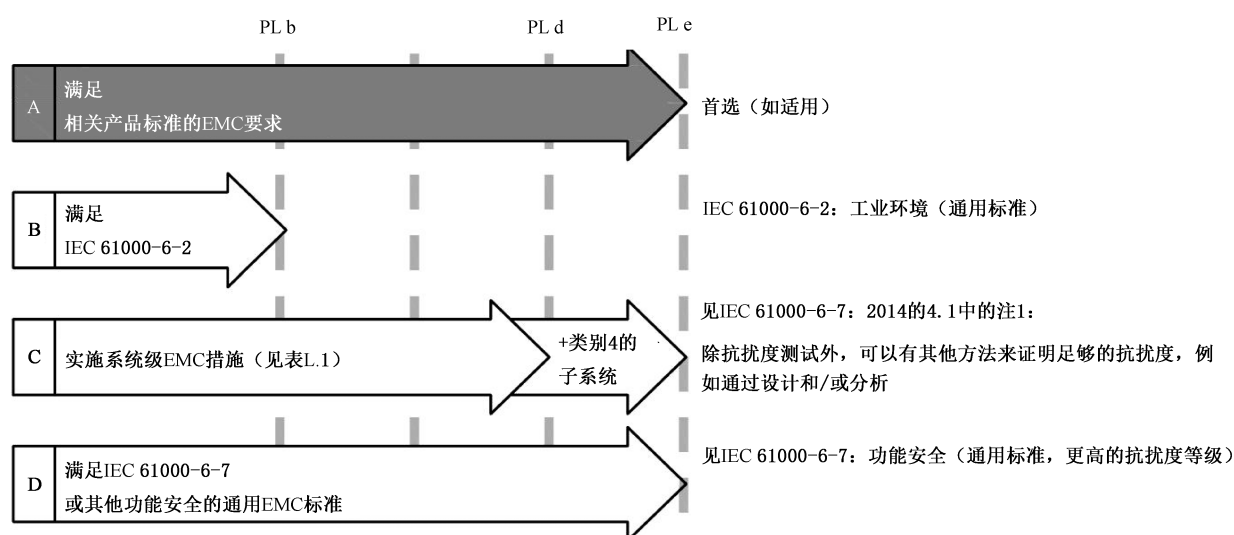 PL b
PL d
PL e
A
满足
相关产品标准的EMC要求
首选（如适用）
B
满足
IEC 61000-6-2
IEC 61000-6-2：工业环境（通用标准）
C
实施系统级EMC措施（见表L.1）
+类别4的
子系统
见IEC 61000-6-7：2014的4.1中的注1：
除抗扰度测试外，可以有其他方法来证明足够的抗扰度，例
如通过设计和/或分析
D
满足IEC 61000-6-7
或其他功能安全的通用EMC标准
见IEC 61000-6-7：功能安全（通用标准，更高的抗扰度等级）